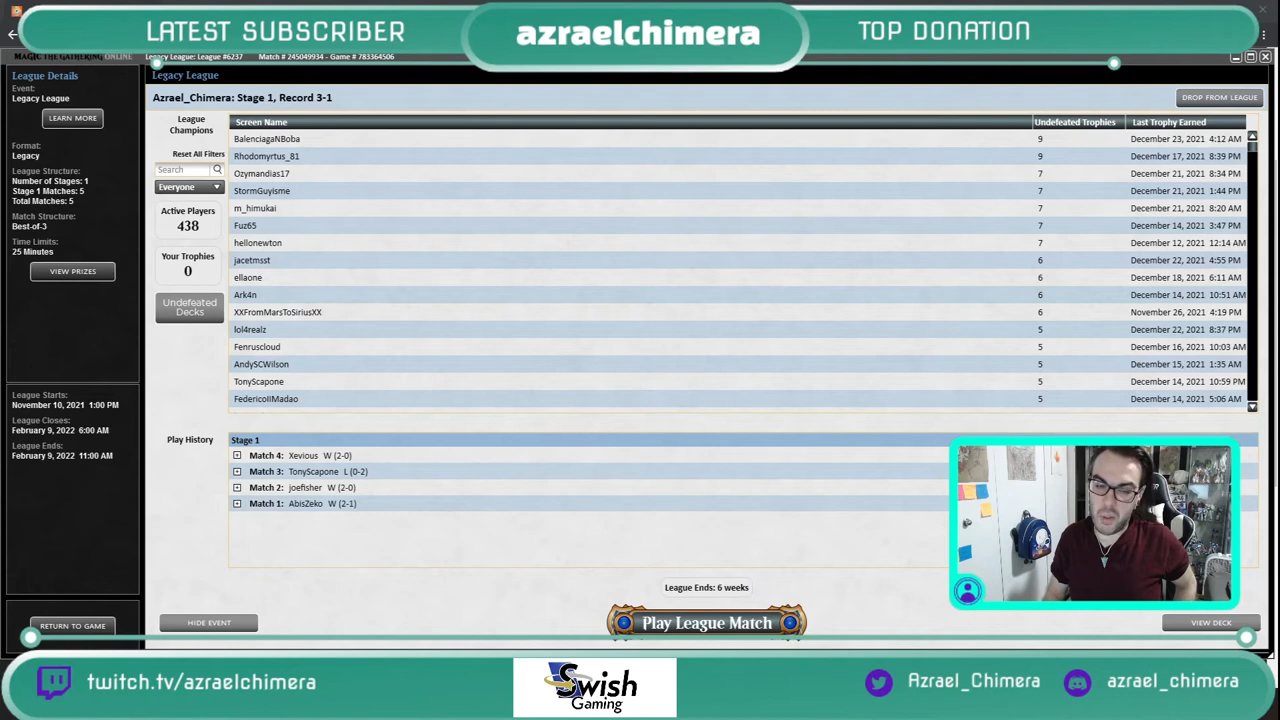 LATEST SUBSCRIBER
azraelchimera
TOP DONATION
MAGIC THE GATHERING ONLINE
Legacy League: League #6237 Match # 245049934 - Game # 783364506
League Details
Event:
Legacy League
LEARN MORE
Format:
Legacy
League Structure:
Number of Stages: 1
Stage 1 Matches: 5
Total Matches: 5
Match Structure:
Best-of-3
Time Limits:
25 Minutes
VIEW PRIZES
League Starts:
November 10, 2021 1:00 PM
League Closes:
February 9, 2022 6:00 AM
League Ends:
February 9, 2022 11:00 AM
RETURN TO GAME
Legacy League
Azrael_Chimera: Stage 1, Record 3-1
DROP FROM LEAGUE
League
Champions
Reset All Filters
Search
Everyone
Active Players
438
Your Trophies
0
Undefeated
Decks
Screen Name Undefeated Trophies Last Trophy Earned
BalenciagaNBoba 9 December 23, 2021 4:12 AM
Rhodomyrtus_81 9 December 17, 2021 8:39 PM
Ozymandias17 7 December 21, 2021 8:34 PM
StormGuyisme 7 December 21, 2021 1:44 PM
m_himukai 7 December 21, 2021 8:20 AM
Fuz65 7 December 14, 2021 3:47 PM
hellonewton 7 December 12, 2021 12:14 AM
jacetmsst 6 December 22, 2021 4:55 PM
ellaone 6 December 18, 2021 6:11 AM
Ark4n 6 December 14, 2021 10:51 AM
XXFromMarsToSiriusXX 6 November 26, 2021 4:19 PM
lol4realz 5 December 22, 2021 8:37 PM
Fenruscloud 5 December 16, 2021 10:03 AM
AndySCWilson 5 December 15, 2021 1:35 AM
TonyScapone 5 December 14, 2021 10:59 PM
FedericoIIMadao 5 December 14, 2021 5:06 AM
Play History
Stage 1
Match 4: Xevious W (2-0)
Match 3: TonyScapone L (0-2)
Match 2: joefisher W (2-0)
Match 1: AbisZeko W (2-1)
League Ends: 6 weeks
HIDE EVENT
Play League Match
VIEW DECK
twitch.tv/azraelchimera
Swish
Gaming
Azrael_Chimera
azrael_chimera